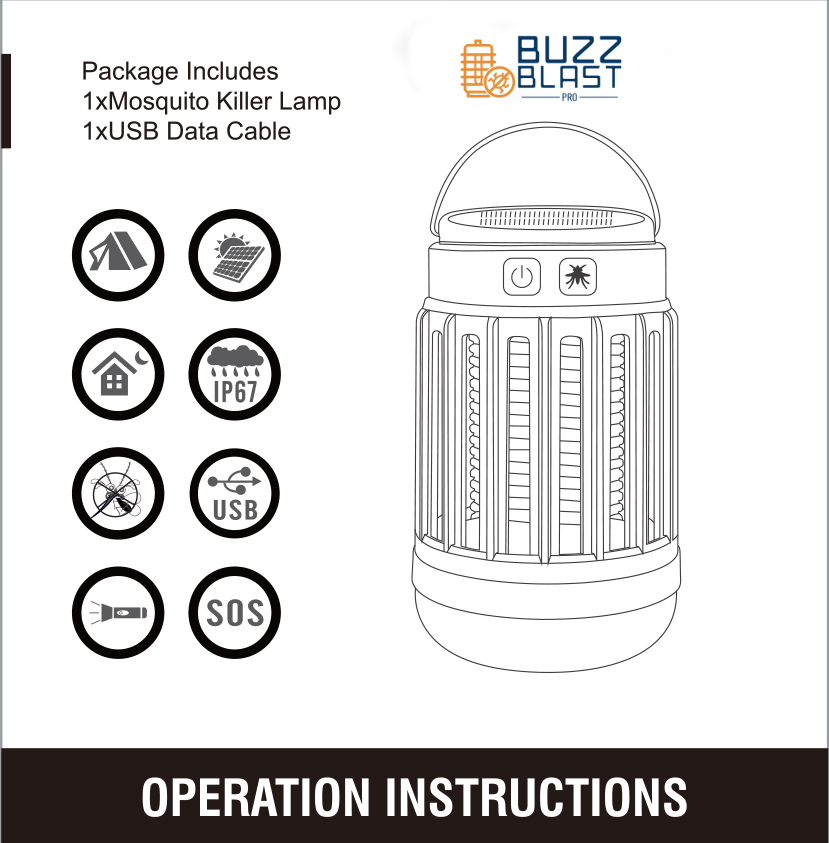 Package Includes
1xMosquito Killer Lamp
1xUSB Data Cable
BUZZ
BLAST
PRO
IP67
USB
SOS
OPERATION INSTRUCTIONS